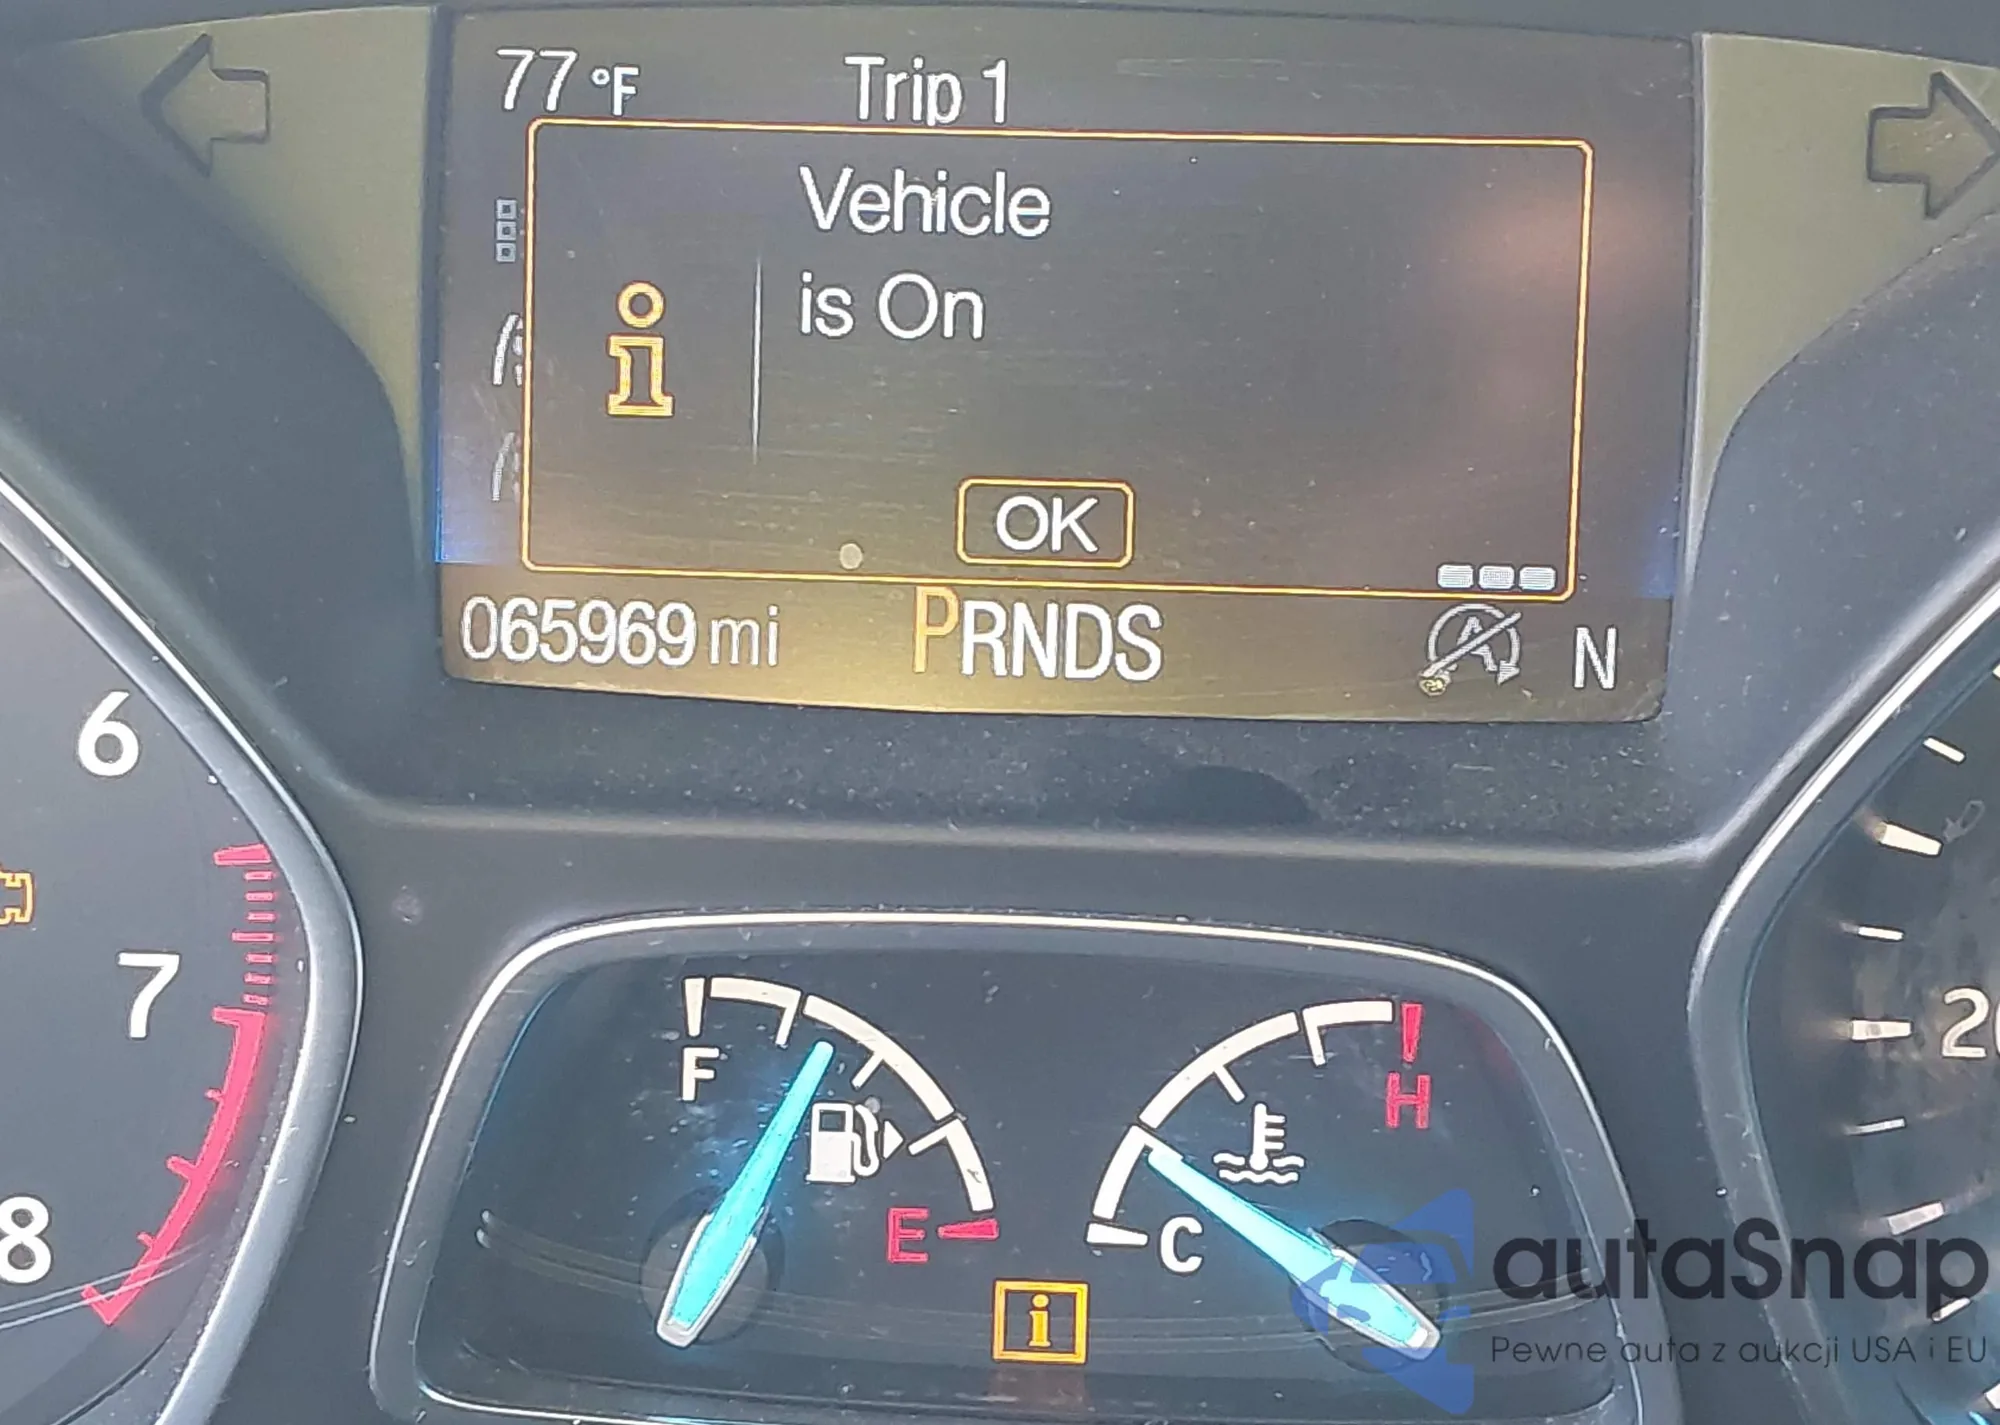 77 °F Trip 1
Vehicle
is On
i
OK
065969 mi PRNDS A N
6
7
8
F
E
H
C
i
autaSnap
Pewne auta z aukcji USA i EU